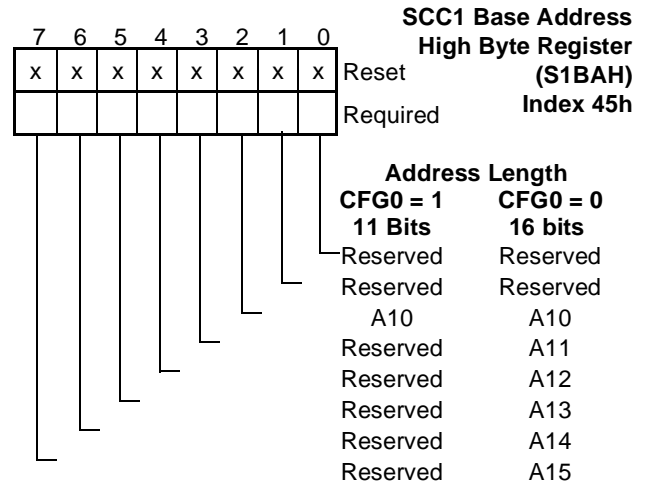 SCC1 Base Address
High Byte Register
(S1BAH)
Index 45h
7 6 5 4 3 2 1 0
x x x x x x x x Reset
Required
Address Length
CFG0 = 1 CFG0 = 0
11 Bits 16 bits
Reserved Reserved
Reserved Reserved
A10 A10
Reserved A11
Reserved A12
Reserved A13
Reserved A14
Reserved A15